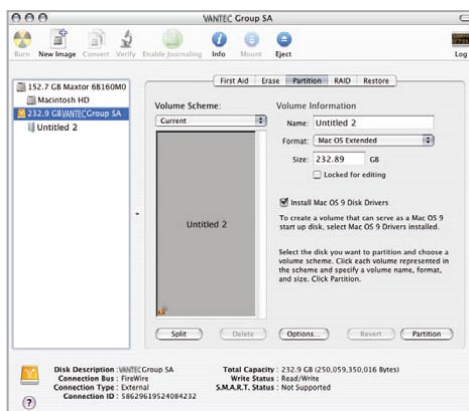 VANTEC Group SA
Burn New Image Convert Verify Enable Journaling Info Mount Eject Log
First Aid Erase Partition RAID Restore
152.7 GB Maxtor 6B160M0
Macintosh HD
232.9 GB VANTEC Group SA
Untitled 2
Volume Scheme:
Current
Untitled 2
Volume Information
Name: Untitled 2
Format: Mac OS Extended
Size: 232.89 GB
Locked for editing
Install Mac OS 9 Disk Drivers
To create a volume that can serve as a Mac OS 9
start up disk, select Mac OS 9 Drivers installed.
Select the disk you want to partition and choose a
volume scheme. Click each volume represented in
the scheme and specify a volume name, format,
and size. Click Partition.
Split Delete Options... Revert Partition
Disk Description : VANTEC Group SA
Connection Bus : FireWire
Connection Type : External
Connection ID : 58629619524084232
Total Capacity : 232.9 GB (250,059,350,016 Bytes)
Write Status : Read/Write
S.M.A.R.T. Status : Not Supported
?